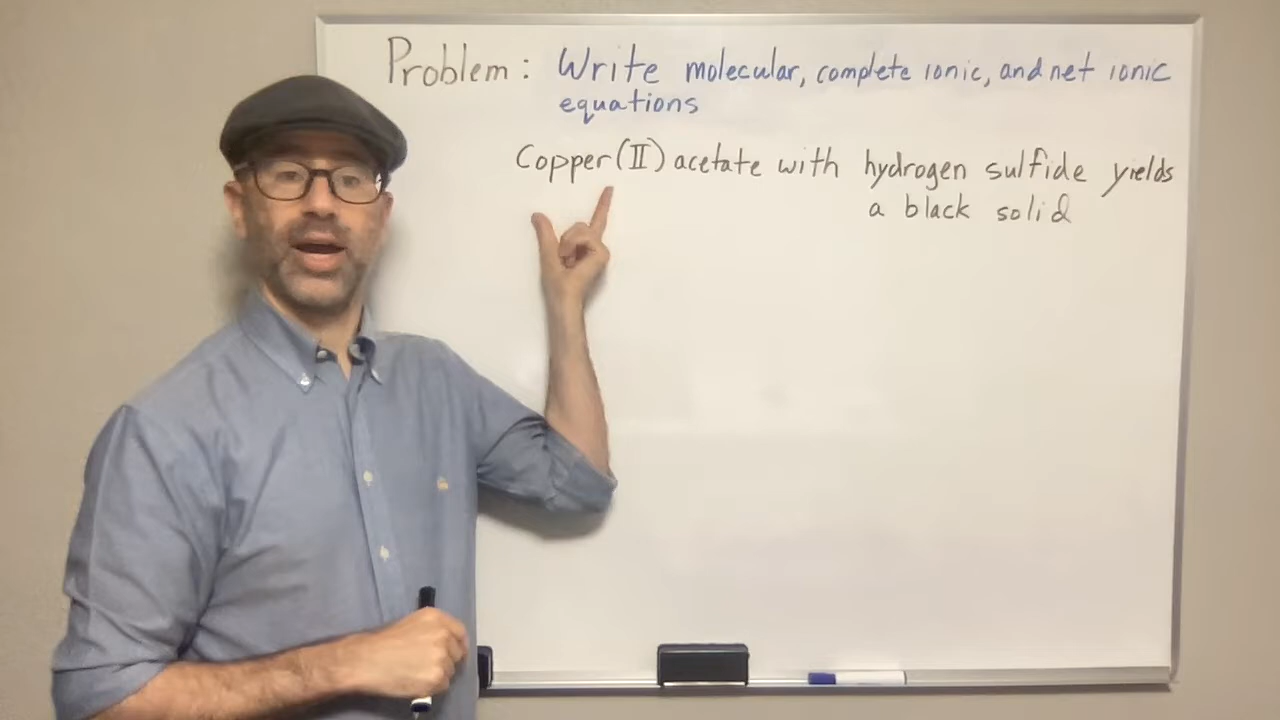 Problem: Write molecular, complete ionic, and net ionic
equations
Copper(II) acetate with hydrogen sulfide yields
a black solid